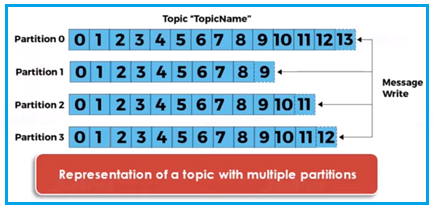 Topic "TopicName"
Partition 0 0 1 2 3 4 5 6 7 8 9 10 11 12 13
Partition 1 0 1 2 3 4 5 6 7 8 9
Message
Write
Partition 2 0 1 2 3 4 5 6 7 8 9 10 11
Partition 3 0 1 2 3 4 5 6 7 8 9 10 11 12
Representation of a topic with multiple partitions